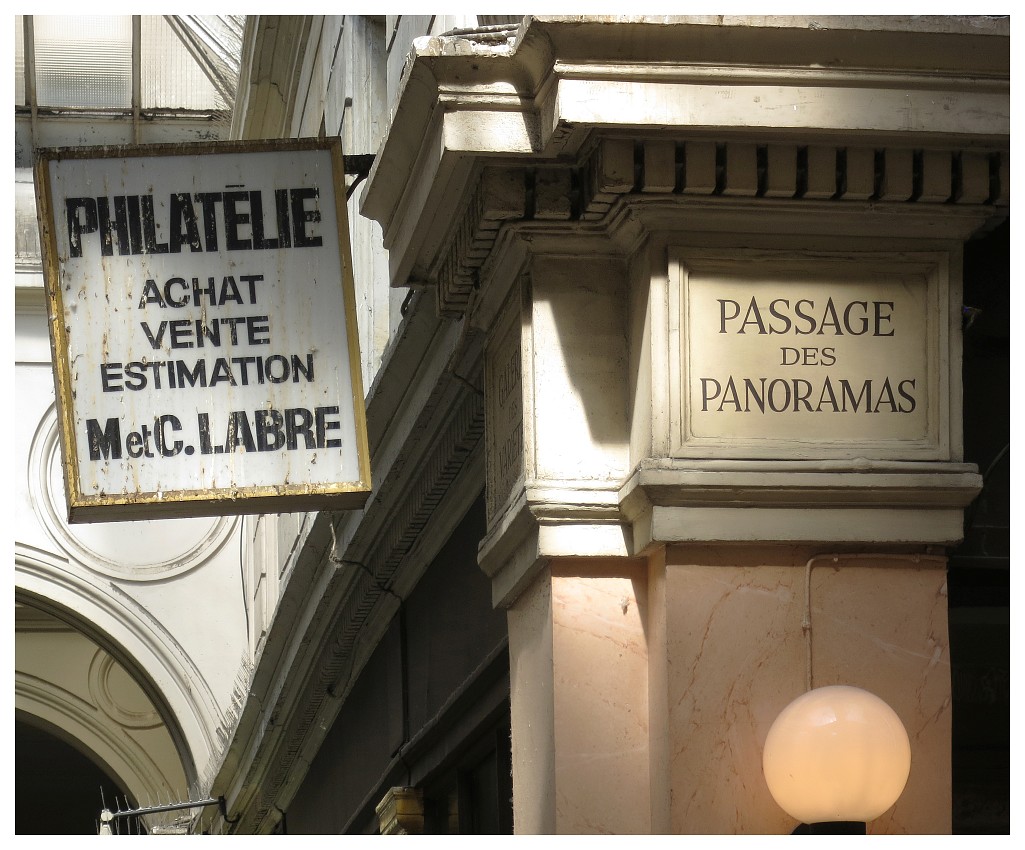 PHILATÉLIE
ACHAT
VENTE
ESTIMATION
M et C. LABRE
PASSAGE
DES
PANORAMAS